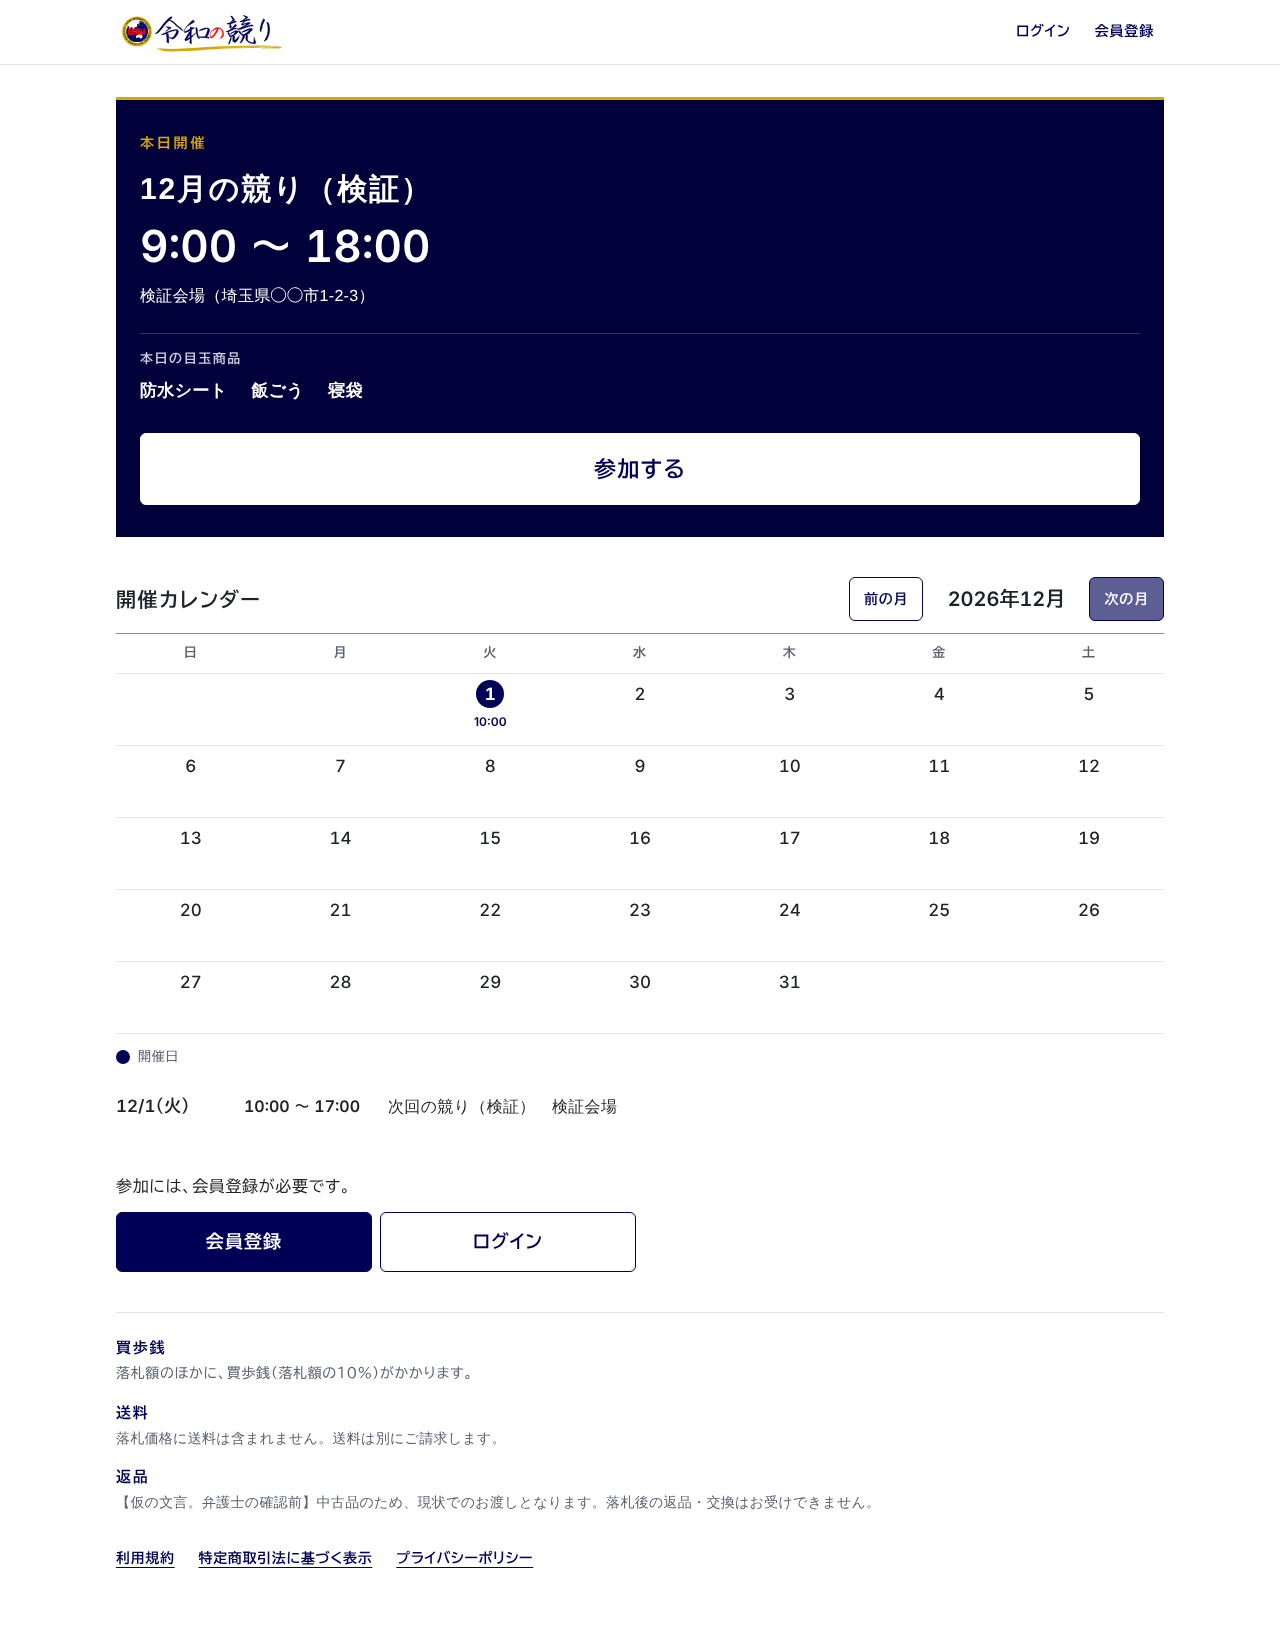 令和の競り
ログイン 会員登録
本日開催
12月の競り（検証）
9:00 〜 18:00
検証会場（埼玉県◯◯市1-2-3）
本日の目玉商品
防水シート 飯ごう 寝袋
参加する
開催カレンダー 前の月 2026年12月 次の月
日 月 火 水 木 金 土
1 2 3 4 5
10:00
6 7 8 9 10 11 12
13 14 15 16 17 18 19
20 21 22 23 24 25 26
27 28 29 30 31
開催日
12/1(火) 10:00 〜 17:00 次回の競り（検証） 検証会場
参加には、会員登録が必要です。
会員登録 ログイン
買歩銭
落札額のほかに、買歩銭（落札額の10%）がかかります。
送料
落札価格に送料は含まれません。送料は別にご請求します。
返品
【仮の文言。弁護士の確認前】中古品のため、現状でのお渡しとなります。落札後の返品・交換はお受けできません。
利用規約 特定商取引法に基づく表示 プライバシーポリシー